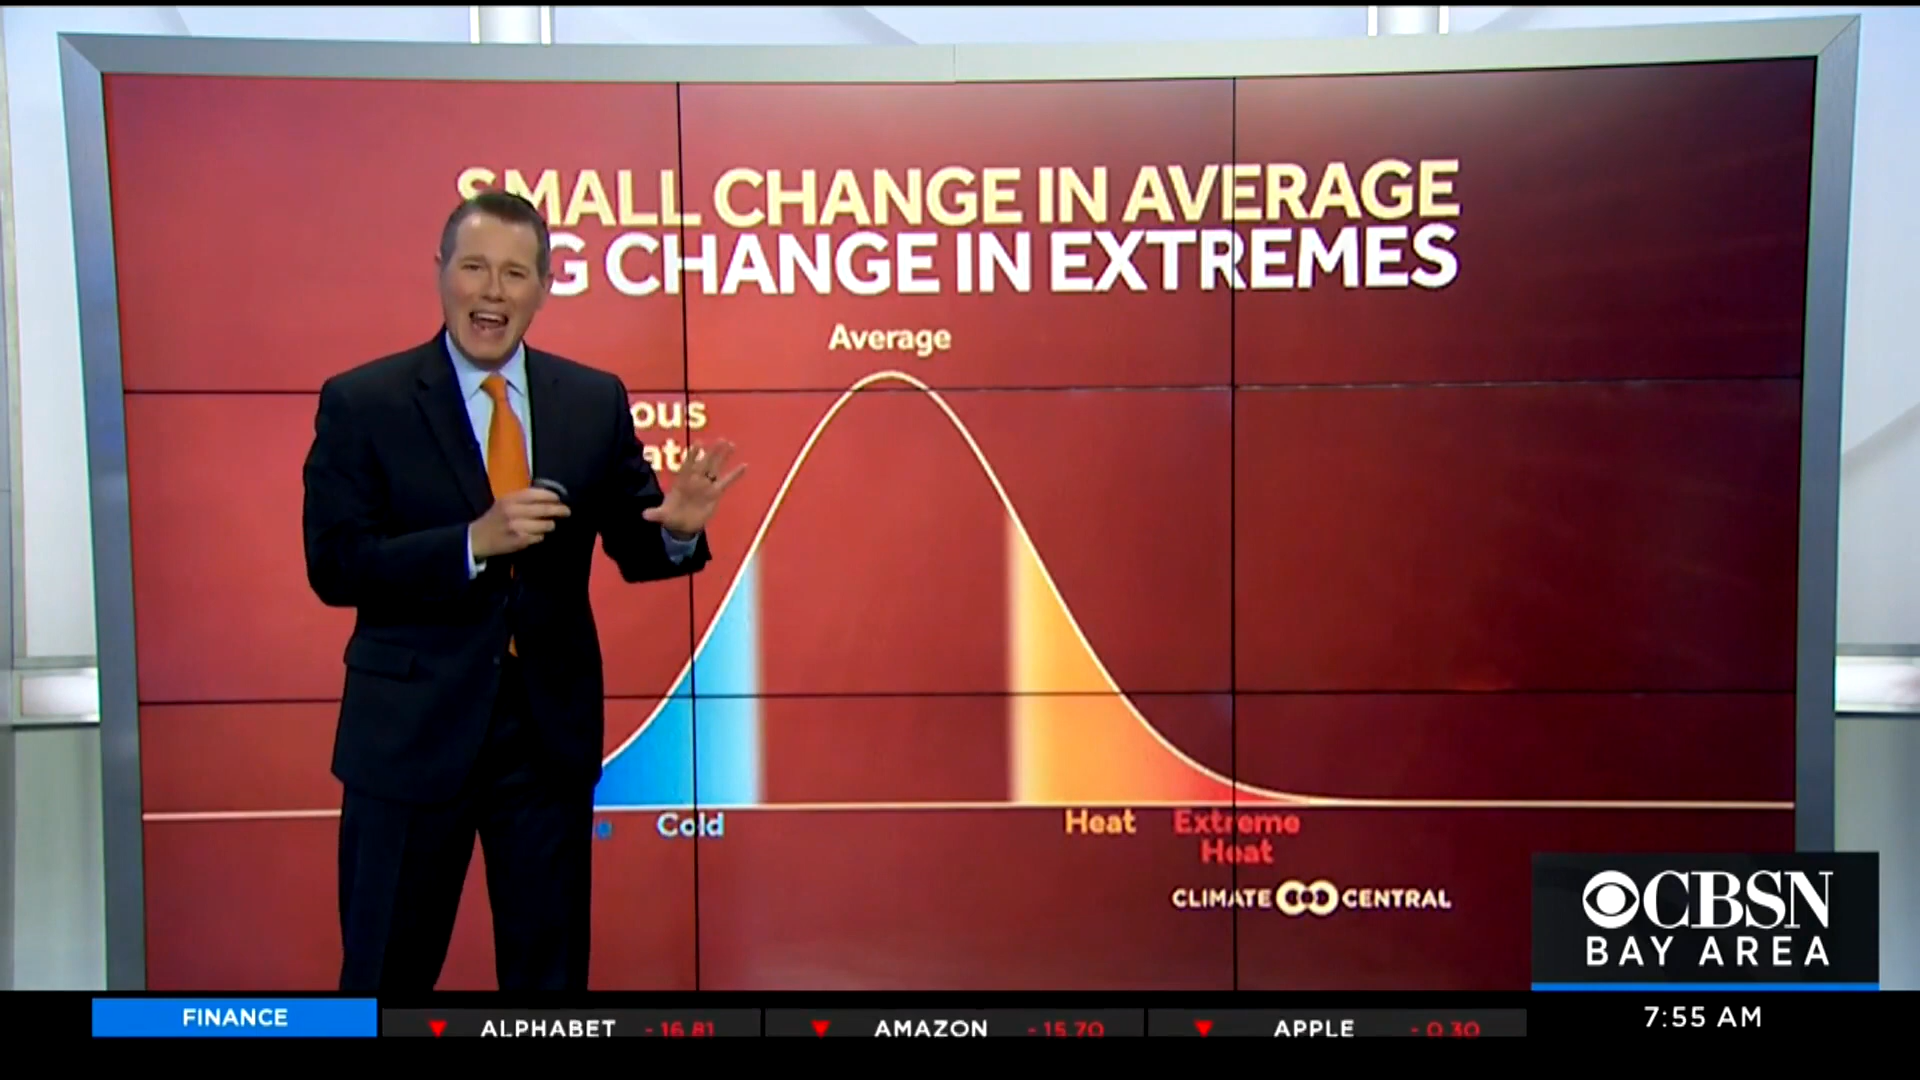 SMALL CHANGE IN AVERAGE
G CHANGE IN EXTREMES
Average
ous
ate
Cold
Heat
Extreme
Heat
CLIMATE CENTRAL
CBSN
BAY AREA
FINANCE
ALPHABET - 16.81
AMAZON - 15.70
APPLE - 0.30
7:55 AM